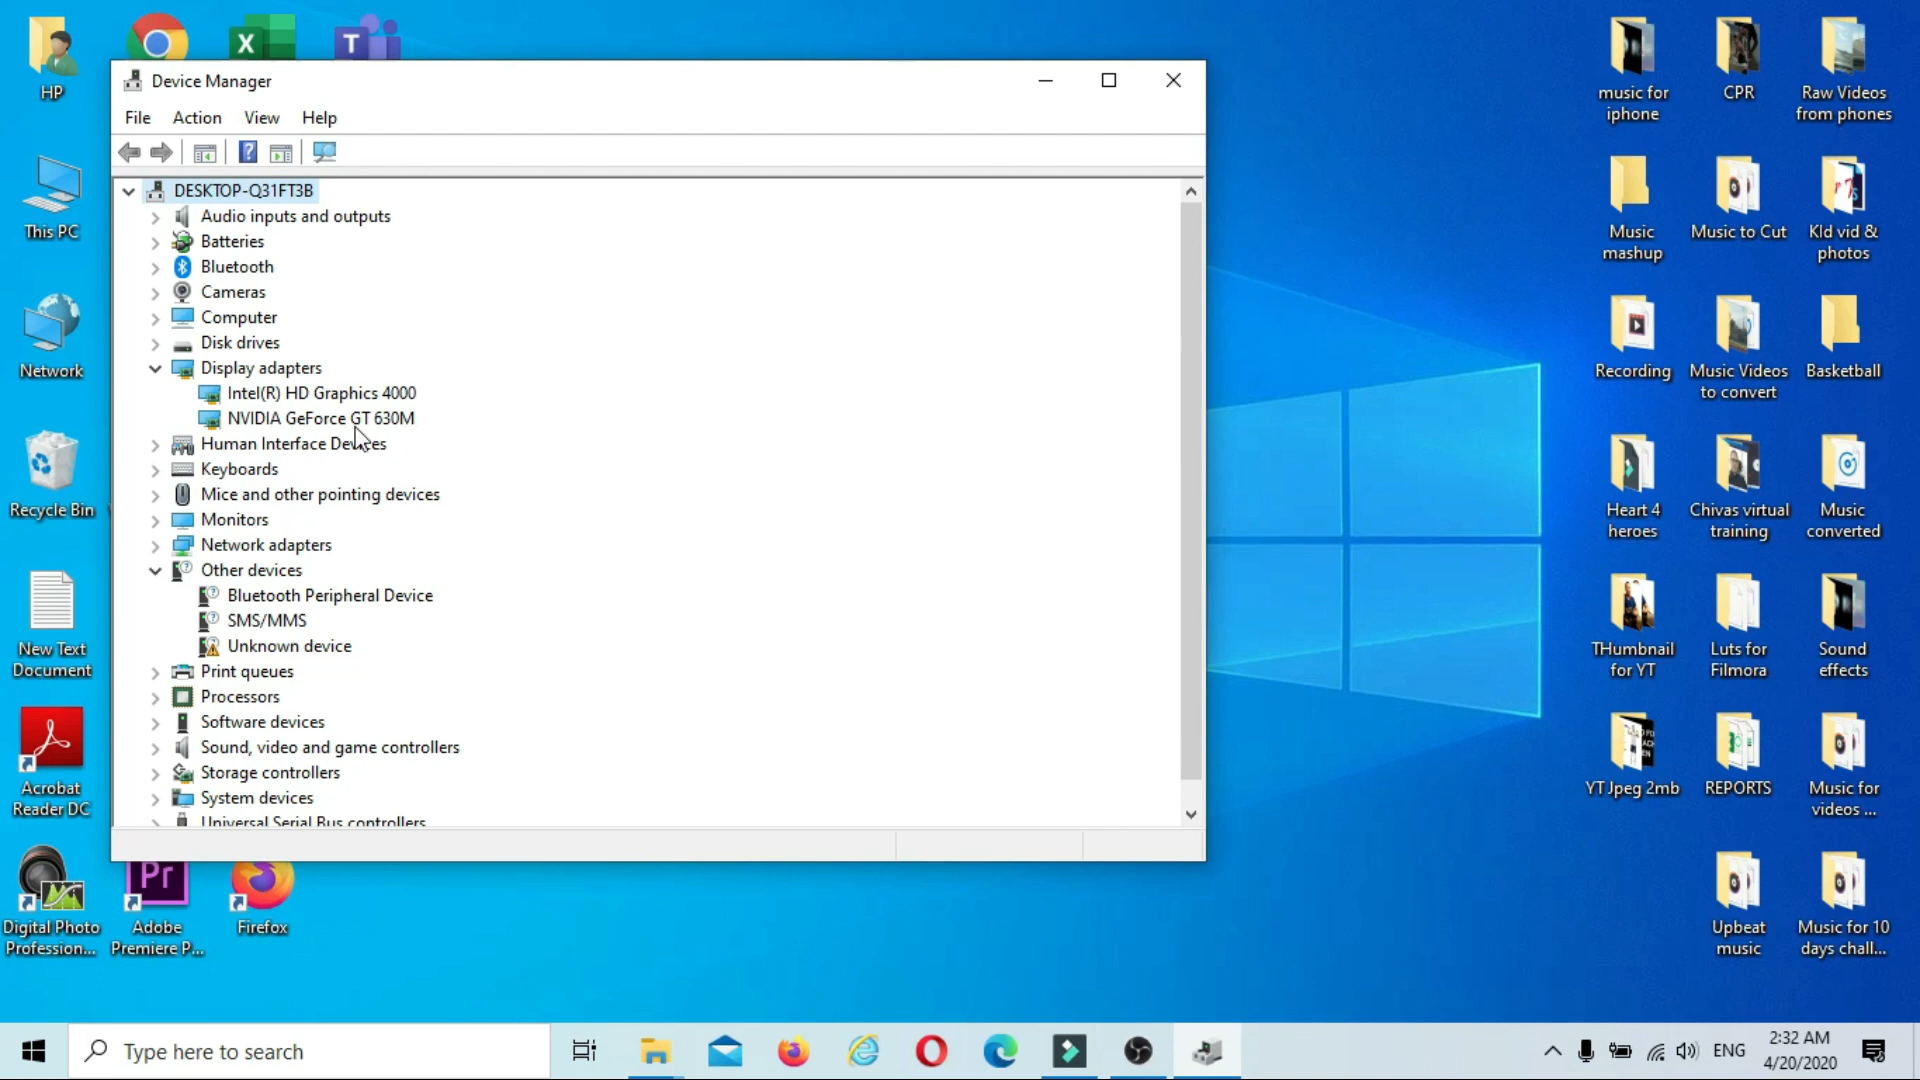 HP
This PC
Network
Recycle Bin
New Text
Document
Acrobat
Reader DC
Digital Photo
Profession...
Adobe
Premiere P...
Firefox
Device Manager
File Action View Help
DESKTOP-Q31FT3B
Audio inputs and outputs
Batteries
Bluetooth
Cameras
Computer
Disk drives
Display adapters
Intel(R) HD Graphics 4000
NVIDIA GeForce GT 630M
Human Interface Devices
Keyboards
Mice and other pointing devices
Monitors
Network adapters
Other devices
Bluetooth Peripheral Device
SMS/MMS
Unknown device
Print queues
Processors
Software devices
Sound, video and game controllers
Storage controllers
System devices
Universal Serial Bus controllers
music for
iphone
CPR
Raw Videos
from phones
Music
mashup
Music to Cut
Kld vid &
photos
Recording
Music Videos
to convert
Basketball
Heart 4
heroes
Chivas virtual
training
Music
converted
THumbnail
for YT
Luts for
Filmora
Sound
effects
YT Jpeg 2mb
REPORTS
Music for
videos ...
Upbeat
music
Music for 10
days chall...
Type here to search
ENG
2:32 AM
4/20/2020